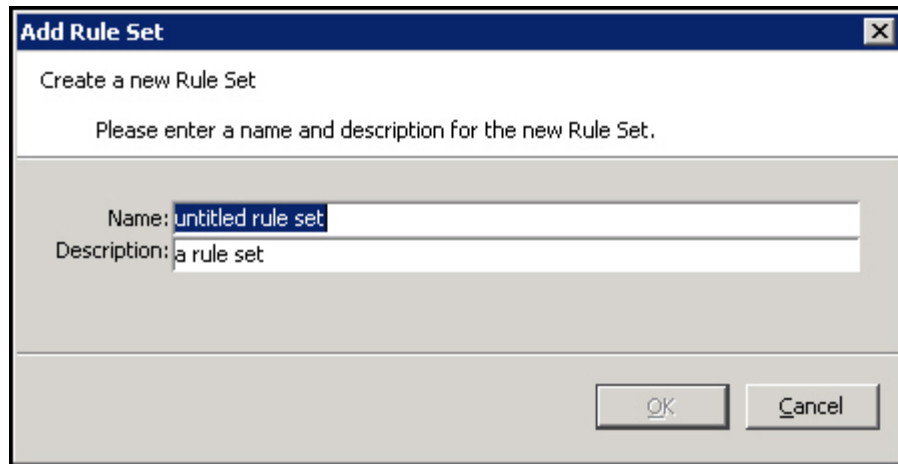 Add Rule Set
Create a new Rule Set
Please enter a name and description for the new Rule Set.
Name: untitled rule set
Description: a rule set
OK Cancel